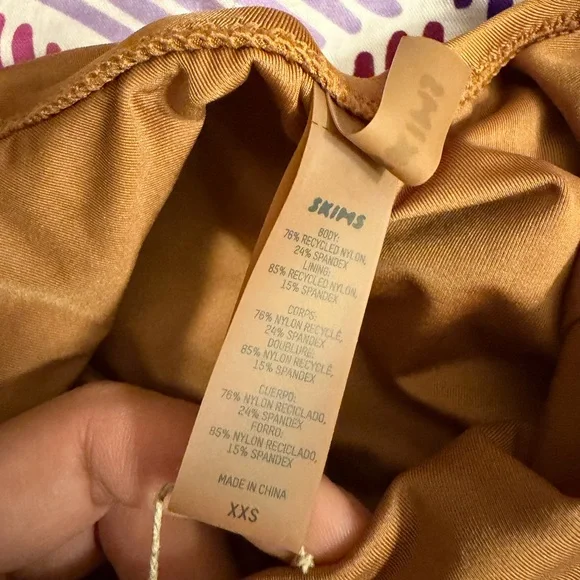 SKIMS
SKIMS
BODY:
76% RECYCLED NYLON,
24% SPANDEX
LINING:
85% RECYCLED NYLON,
15% SPANDEX
CORPS:
76% NYLON RECYCLÉ,
24% SPANDEX
DOUBLURE:
85% NYLON RECYCLÉ,
15% SPANDEX
CUERPO:
76% NYLON RECICLADO,
24% SPANDEX
FORRO:
85% NYLON RECICLADO,
15% SPANDEX
MADE IN CHINA
XXS